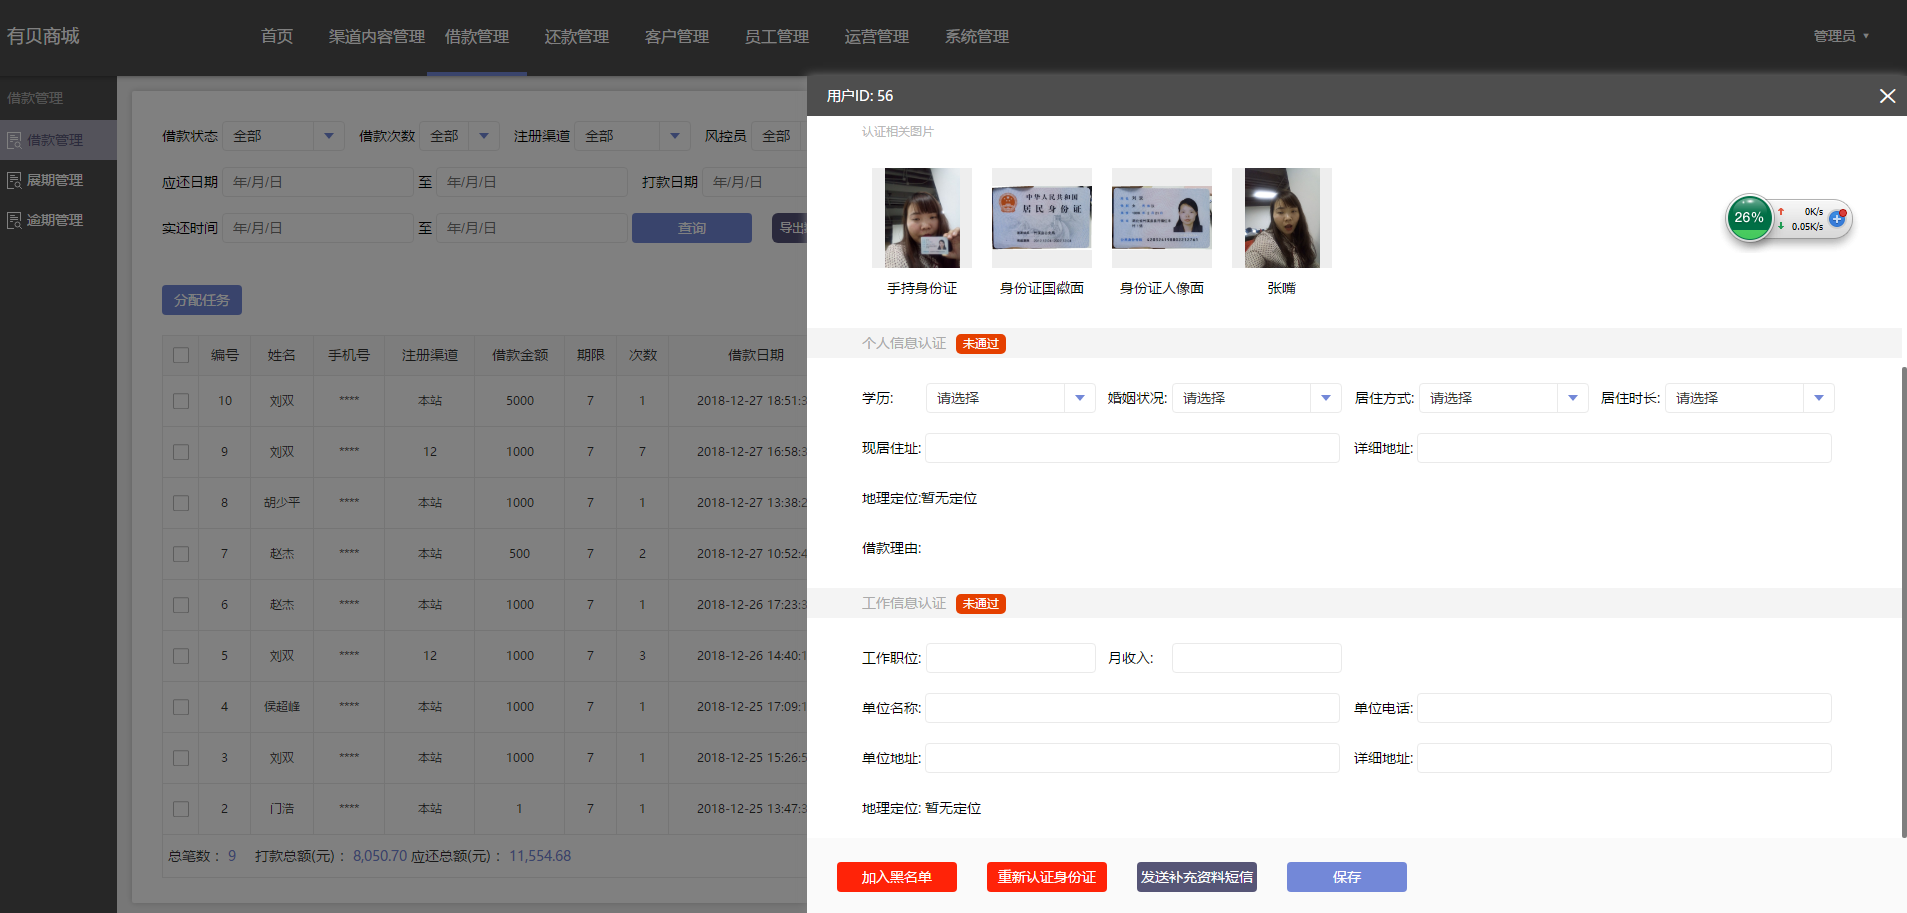 有贝商城 首页 渠道内容管理 借款管理 还款管理 客户管理 员工管理 运营管理 系统管理 管理员
借款管理
借款管理
展期管理
逾期管理
借款状态 全部 借款次数 全部 注册渠道 全部 风控员 全部
应还日期 年/月/日 至 年/月/日 打款日期 年/月/日
实还时间 年/月/日 至 年/月/日 查询 导出
分配任务
编号 姓名 手机号 注册渠道 借款金额 期限 次数 借款日期
10 刘双 **** 本站 5000 7 1 2018-12-27 18:51:3
9 刘双 **** 12 1000 7 7 2018-12-27 16:58:3
8 胡少平 **** 本站 1000 7 1 2018-12-27 13:38:2
7 赵杰 **** 本站 500 7 2 2018-12-27 10:52:4
6 赵杰 **** 本站 1000 7 1 2018-12-26 17:23:3
5 刘双 **** 12 1000 7 3 2018-12-26 14:40:1
4 侯超峰 **** 本站 1000 7 1 2018-12-25 17:09:1
3 刘双 **** 本站 1000 7 1 2018-12-25 15:26:5
2 门浩 **** 本站 1 7 1 2018-12-25 13:47:3
总笔数： 9 打款总额(元)： 8,050.70 应还总额(元)： 11,554.68
用户ID: 56
认证相关图片
中华人民共和国
居民身份证
手持身份证 身份证国徽面 身份证人像面 张嘴
26% 0K/s
0.05K/s
个人信息认证 未通过
学历: 请选择 婚姻状况: 请选择 居住方式: 请选择 居住时长: 请选择
现居住址: 详细地址:
地理定位:暂无定位
借款理由:
工作信息认证 未通过
工作职位: 月收入:
单位名称: 单位电话:
单位地址: 详细地址:
地理定位: 暂无定位
加入黑名单 重新认证身份证 发送补充资料短信 保存